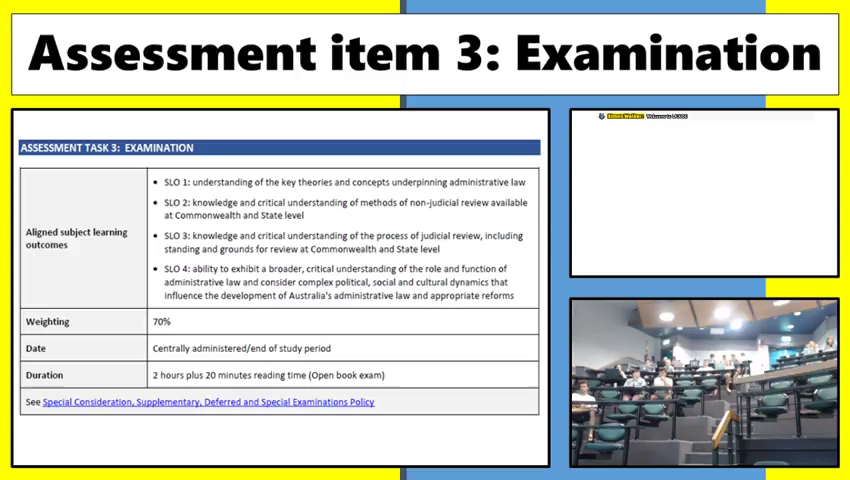 Assessment item 3: Examination
ASSESSMENT TASK 3: EXAMINATION
Aligned subject learning
outcomes
• SLO 1: understanding of the key theories and concepts underpinning administrative law
• SLO 2: knowledge and critical understanding of methods of non-judicial review available
at Commonwealth and State level
• SLO 3: knowledge and critical understanding of the process of judicial review, including
standing and grounds for review at Commonwealth and State level
• SLO 4: ability to exhibit a broader, critical understanding of the role and function of
administrative law and consider complex political, social and cultural dynamics that
influence the development of Australia's administrative law and appropriate reforms
Weighting
70%
Date
Centrally administered/end of study period
Duration
2 hours plus 20 minutes reading time (Open book exam)
See Special Consideration, Supplementary, Deferred and Special Examinations Policy
Welcome to